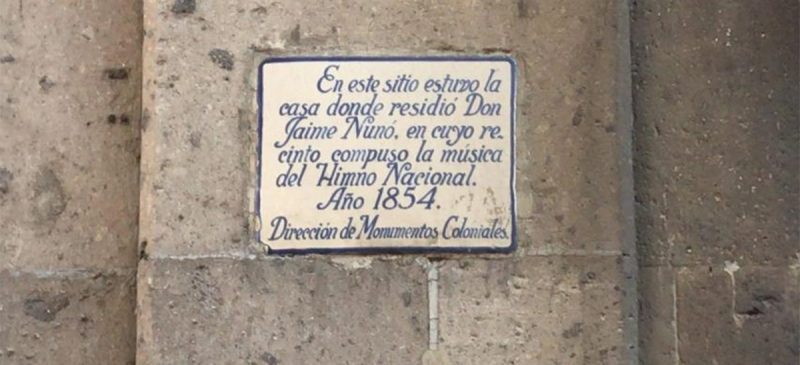 En este sitio estuvo la
casa donde residió Don
Jaime Nunó, en cuyo re-
cinto compuso la música
del Himno Nacional.
Año 1854.
Dirección de Monumentos Coloniales.